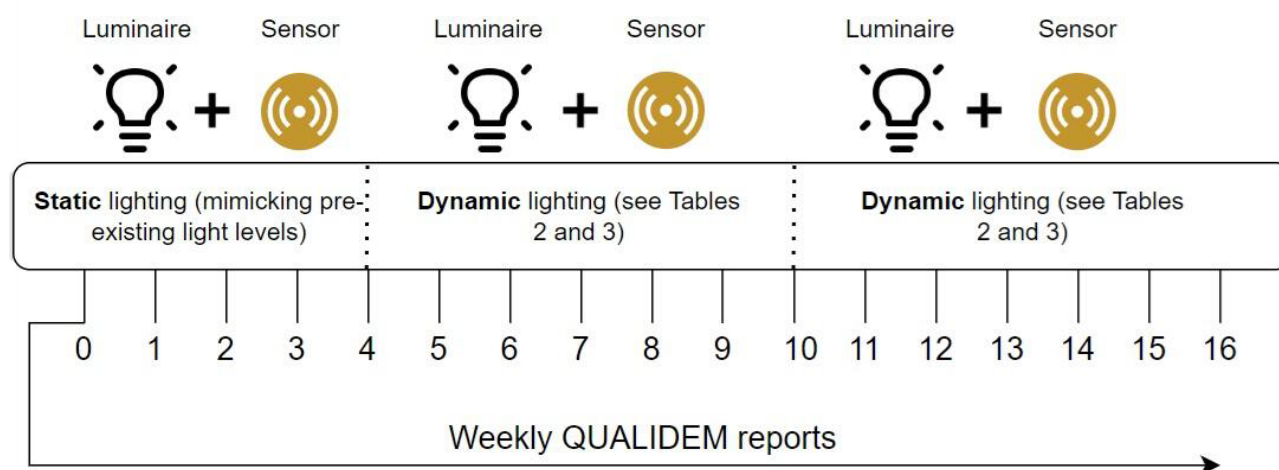 Luminaire Sensor Luminaire Sensor Luminaire Sensor
Static lighting (mimicking pre-
existing light levels)
Dynamic lighting (see Tables
2 and 3)
Dynamic lighting (see Tables
2 and 3)
0 1 2 3 4 5 6 7 8 9 10 11 12 13 14 15 16
Weekly QUALIDEM reports